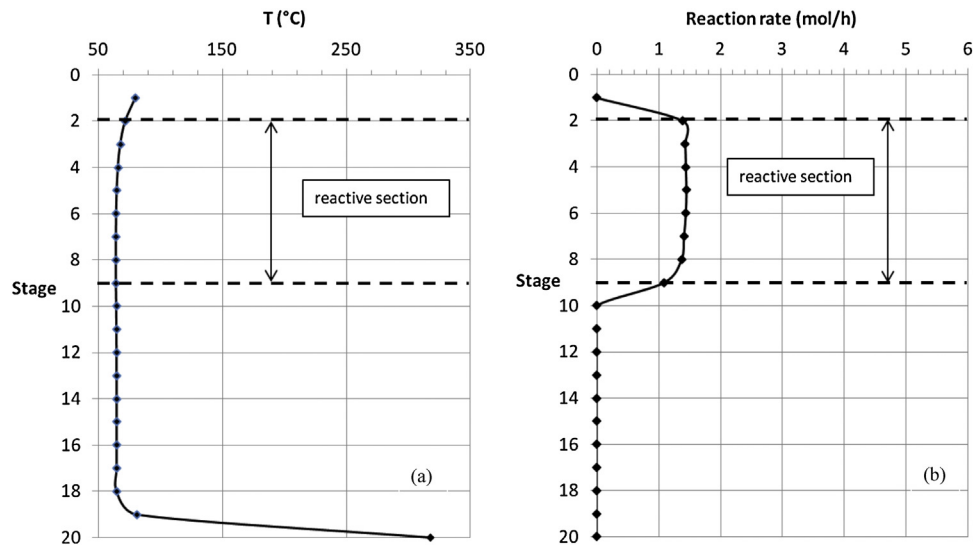 T (°C)
50 150 250 350
0
2
4
6
8
10
12
14
16
18
20
Stage
reactive section
(a)
Reaction rate (mol/h)
0 1 2 3 4 5 6
0
2
4
6
8
10
12
14
16
18
20
Stage
reactive section
(b)